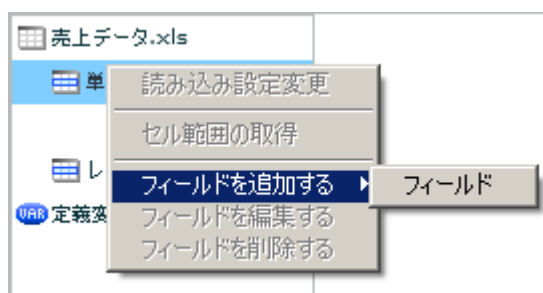 売上データ.xls
単
読み込み設定変更
セル範囲の取得
レ
フィールドを追加する
フィールド
VAR 定義変
フィールドを編集する
フィールドを削除する